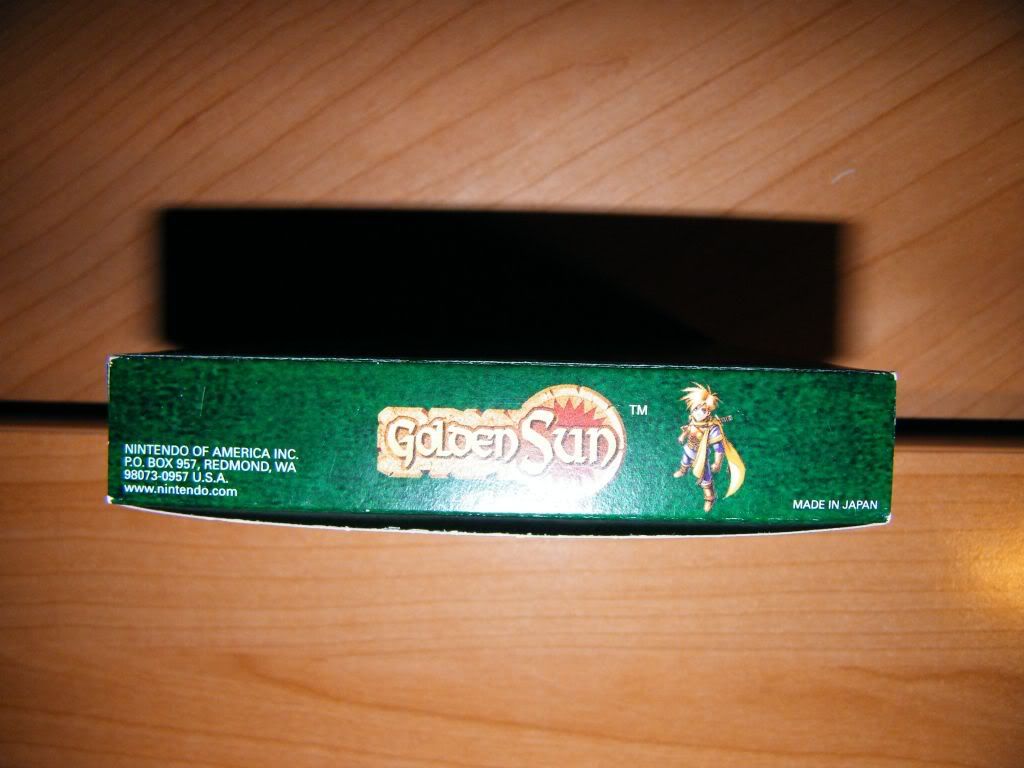 NINTENDO OF AMERICA INC.
P.O. BOX 957, REDMOND, WA
98073-0957 U.S.A.
www.nintendo.com
Golden Sun TM
MADE IN JAPAN